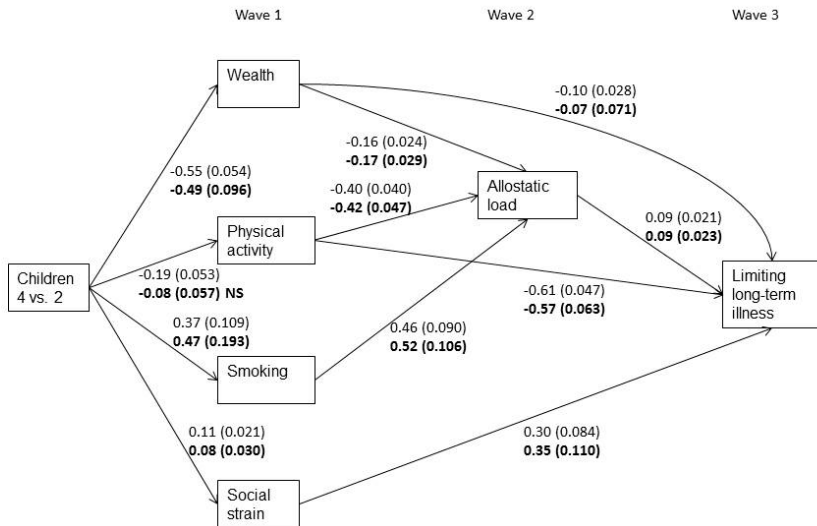 Wave 1
Wave 2
Wave 3
Wealth
-0.10 (0.028)
-0.07 (0.071)
-0.16 (0.024)
-0.17 (0.029)
-0.55 (0.054)
-0.49 (0.096)
-0.40 (0.040)
-0.42 (0.047)
Allostatic
load
Physical
activity
0.09 (0.021)
0.09 (0.023)
Children
4 vs. 2
-0.19 (0.053)
-0.08 (0.057) NS
Limiting
long-term
illness
-0.61 (0.047)
-0.57 (0.063)
0.37 (0.109)
0.47 (0.193)
0.46 (0.090)
0.52 (0.106)
Smoking
0.11 (0.021)
0.08 (0.030)
0.30 (0.084)
0.35 (0.110)
Social
strain